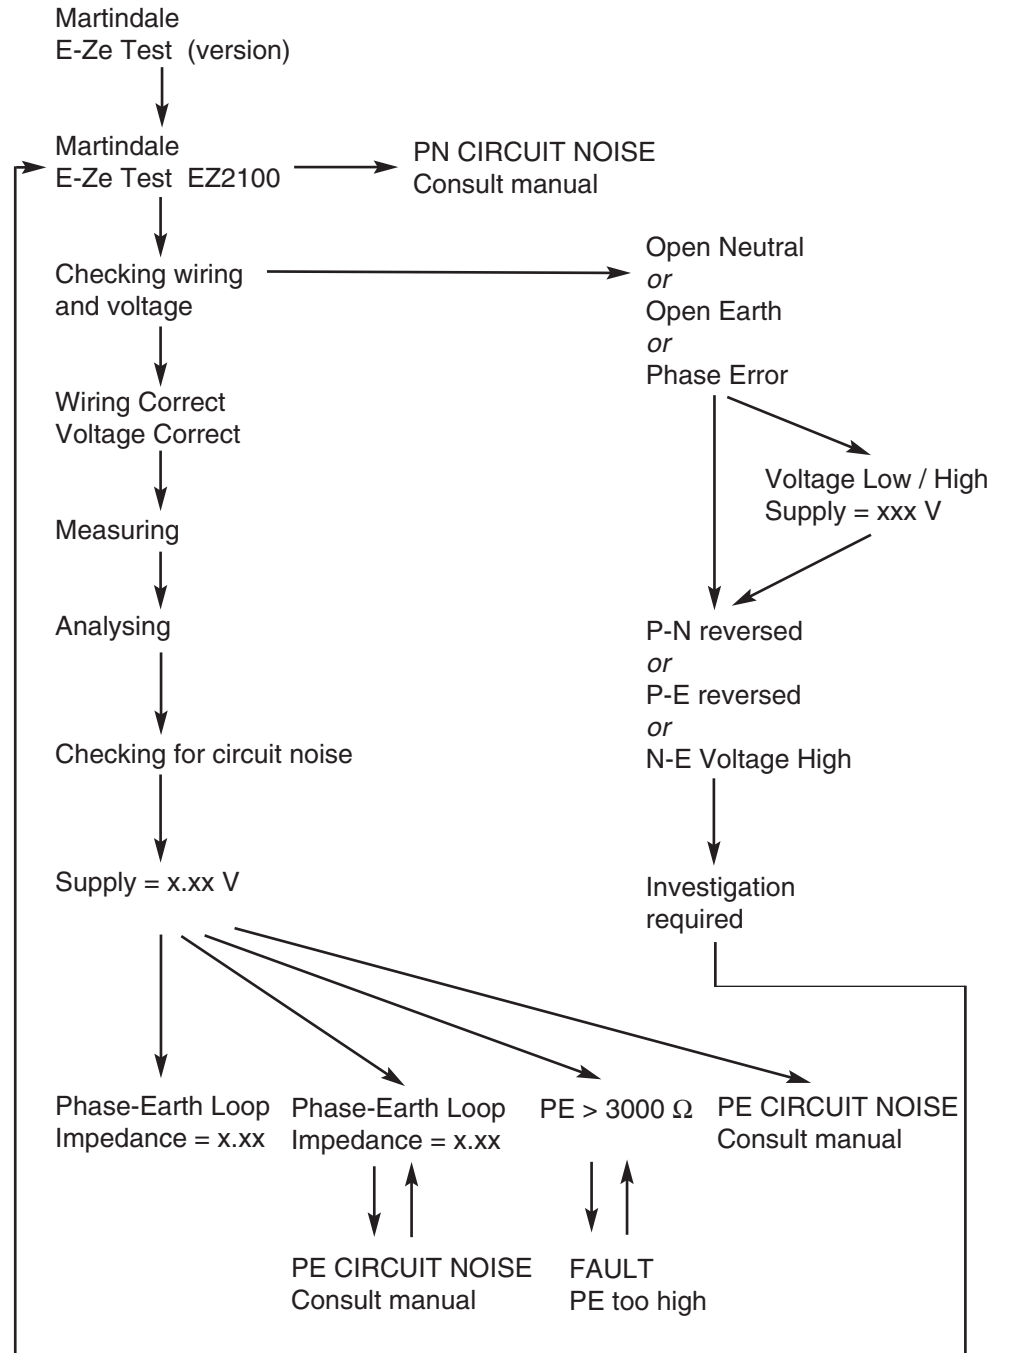 Martindale
E-Ze Test (version)
Martindale
E-Ze Test EZ2100
PN CIRCUIT NOISE
Consult manual
Checking wiring
and voltage
Open Neutral
or
Open Earth
or
Phase Error
Wiring Correct
Voltage Correct
Voltage Low / High
Supply = xxx V
Measuring
Analysing
P-N reversed
or
P-E reversed
or
N-E Voltage High
Checking for circuit noise
Supply = x.xx V
Investigation
required
Phase-Earth Loop
Impedance = x.xx
Phase-Earth Loop
Impedance = x.xx
PE > 3000 Ω
PE CIRCUIT NOISE
Consult manual
PE CIRCUIT NOISE
Consult manual
FAULT
PE too high